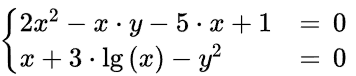 2x² − x · y − 5 · x + 1 = 0
x + 3 · lg (x) − y² = 0